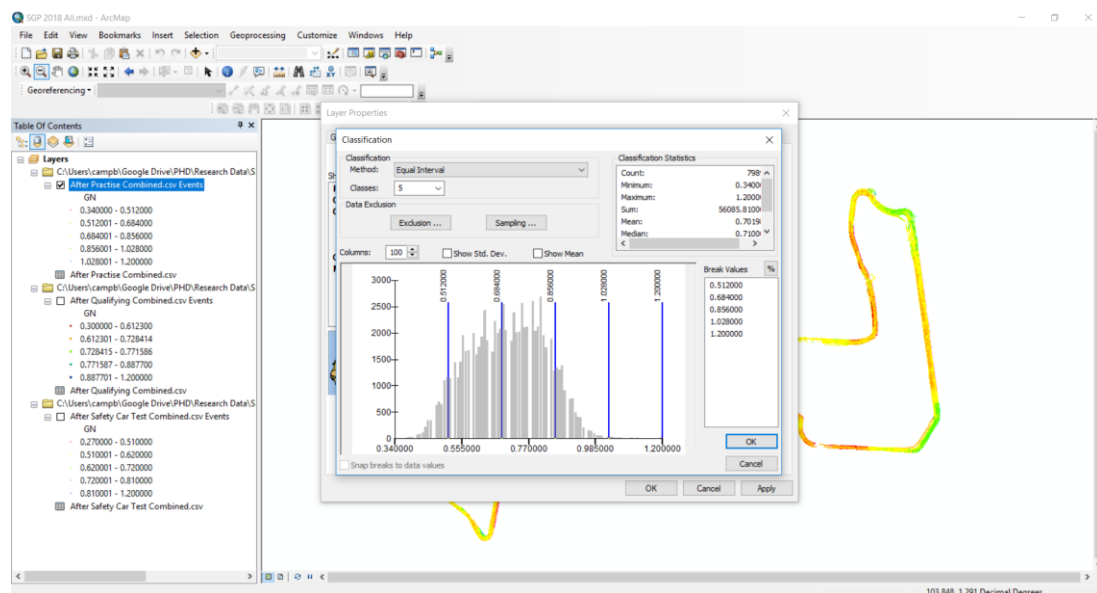 SGP 2018 All.mxd - ArcMap
File Edit View Bookmarks Insert Selection Geoprocessing Customize Windows Help
Georeferencing
Table Of Contents
Layers
C:\Users\campb\Google Drive\PHD\Research Data\S
After Practise Combined.csv Events
GN
0.340000 - 0.512000
0.512001 - 0.684000
0.684001 - 0.856000
0.856001 - 1.028000
1.028001 - 1.200000
After Practise Combined.csv
C:\Users\campb\Google Drive\PHD\Research Data\S
After Qualifying Combined.csv Events
GN
0.300000 - 0.612300
0.612301 - 0.728414
0.728415 - 0.771586
0.771587 - 0.887700
0.887701 - 1.200000
After Qualifying Combined.csv
C:\Users\campb\Google Drive\PHD\Research Data\S
After Safety Car Test Combined.csv Events
GN
0.270000 - 0.510000
0.510001 - 0.620000
0.620001 - 0.720000
0.720001 - 0.810000
0.810001 - 1.200000
After Safety Car Test Combined.csv
Layer Properties
Classification
Classification
Method: Equal Interval
Classes: 5
Data Exclusion
Exclusion ... Sampling ...
Classification Statistics
Count: 798
Minimum: 0.3400
Maximum: 1.2000
Sum: 56085.8100
Mean: 0.7019
Median: 0.7100
Columns: 100 Show Std. Dev. Show Mean
Break Values %
0.512000
0.684000
0.856000
1.028000
1.200000
0.512000 0.684000 0.856000 1.028000 1.200000
3000
2500
2000
1500
1000
500
0
0.340000 0.555000 0.770000 0.985000 1.200000
Snap breaks to data values
OK
Cancel
OK Cancel Apply
103.848 1.291 Decimal Degrees